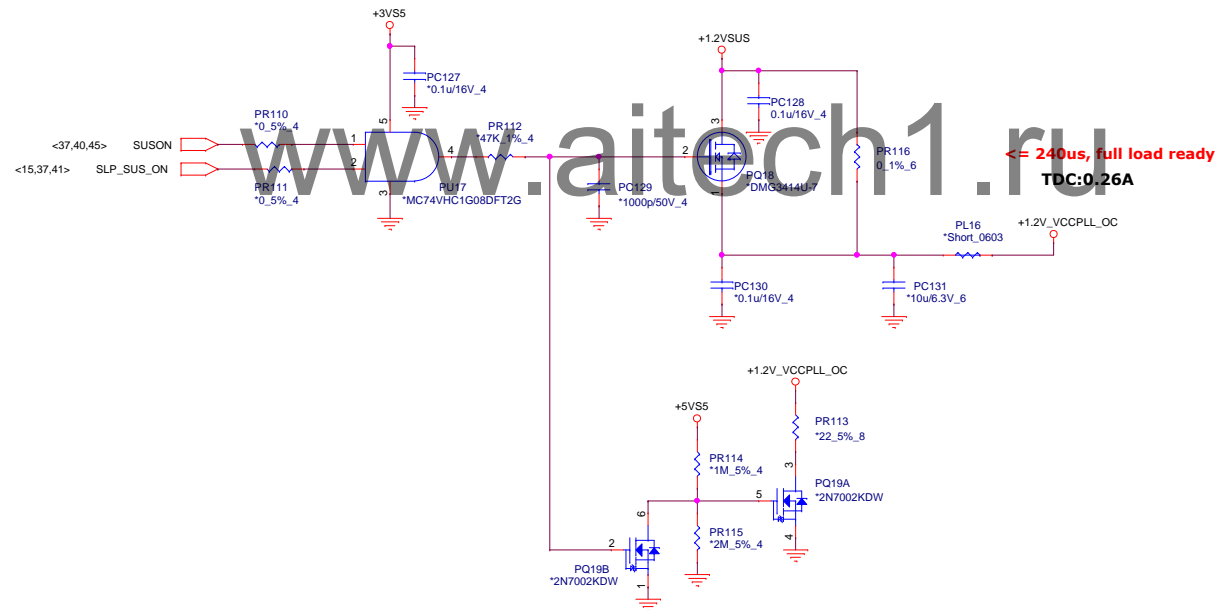 +3VS5
+1.2VSUS
PC127
*0.1u/16V_4
PC128
0.1u/16V_4
PR110
*0_5%_4
5
PR112
*47K_1%_4
3
www.aitech1.ru
<37,40,45> SUSON
1
4
2
PR116
0_1%_6
<= 240us, full load ready
<15,37,41> SLP_SUS_ON
2
PQ18
*DMG3414U-7
TDC:0.26A
PR111
*0_5%_4
3
PU17
*MC74VHC1G08DFT2G
PC129
*1000p/50V_4
1
PL16
*Short_0603
+1.2V_VCCPLL_OC
PC130
*0.1u/16V_4
PC131
*10u/6.3V_6
+1.2V_VCCPLL_OC
+5VS5
PR113
*22_5%_8
PR114
*1M_5%_4
3
PQ19A
*2N7002KDW
5
6
PR115
*2M_5%_4
4
2
PQ19B
*2N7002KDW
1